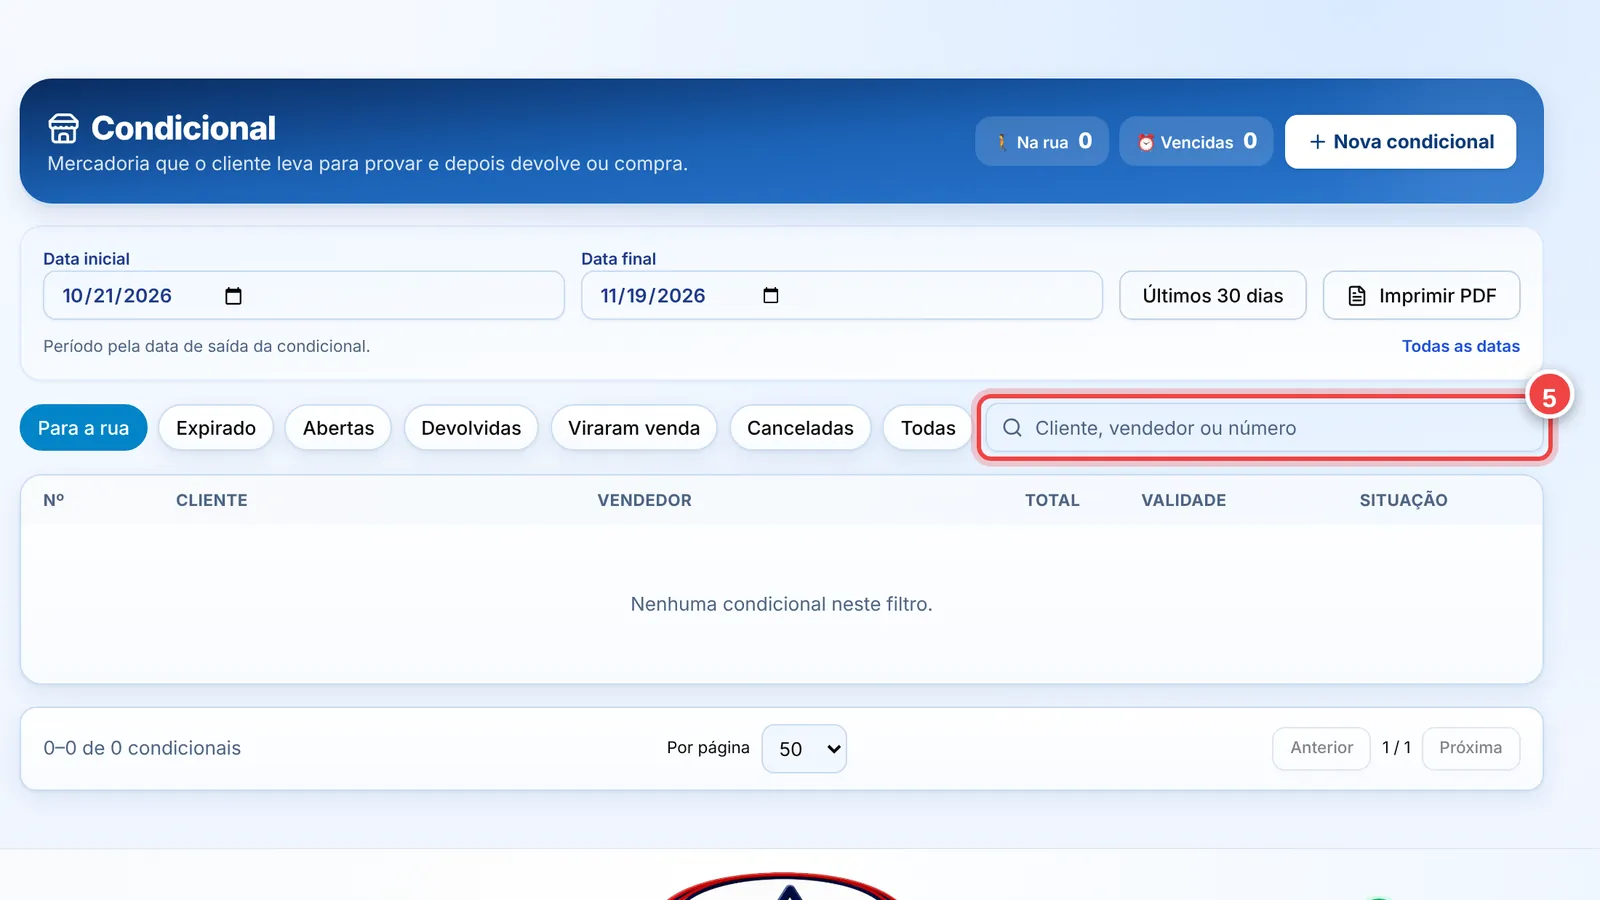 Condicional
Mercadoria que o cliente leva para provar e depois devolve ou compra.
Na rua 0
Vencidas 0
+ Nova condicional
Data inicial
10/21/2026
Data final
11/19/2026
Últimos 30 dias
Imprimir PDF
Período pela data de saída da condicional.
Todas as datas
5
Para a rua
Expirado
Abertas
Devolvidas
Viraram venda
Canceladas
Todas
Cliente, vendedor ou número
Nº
CLIENTE
VENDEDOR
TOTAL
VALIDADE
SITUAÇÃO
Nenhuma condicional neste filtro.
0–0 de 0 condicionais
Por página
50
Anterior
1 / 1
Próxima